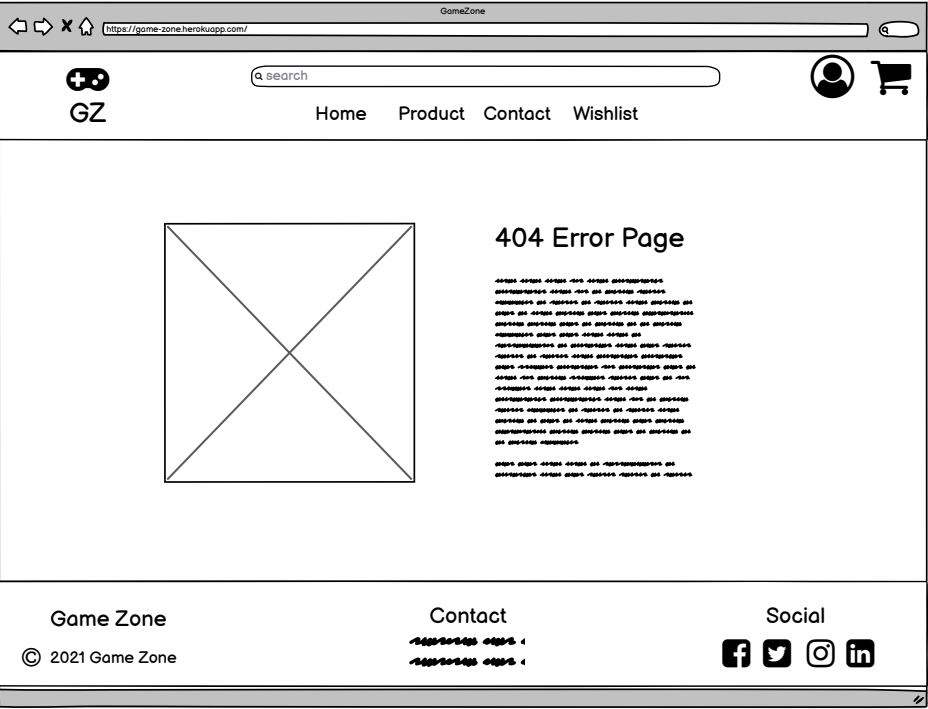 GameZone
https://game-zone.herokuapp.com/
search
GZ
Home Product Contact Wishlist
404 Error Page
Game Zone
© 2021 Game Zone
Contact
Social